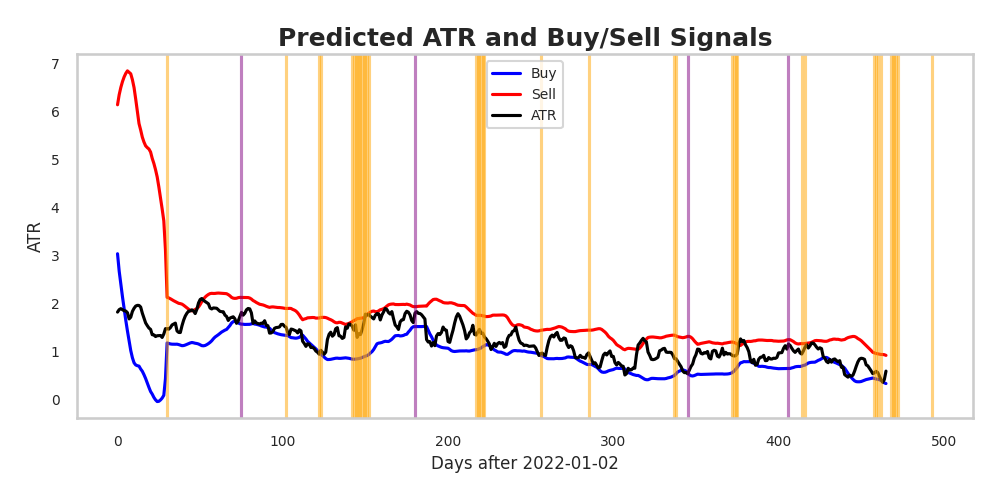 Predicted ATR and Buy/Sell Signals
7
6
5
4
3
2
1
0
ATR
Buy
Sell
ATR
0
100
200
300
400
500
Days after 2022-01-02